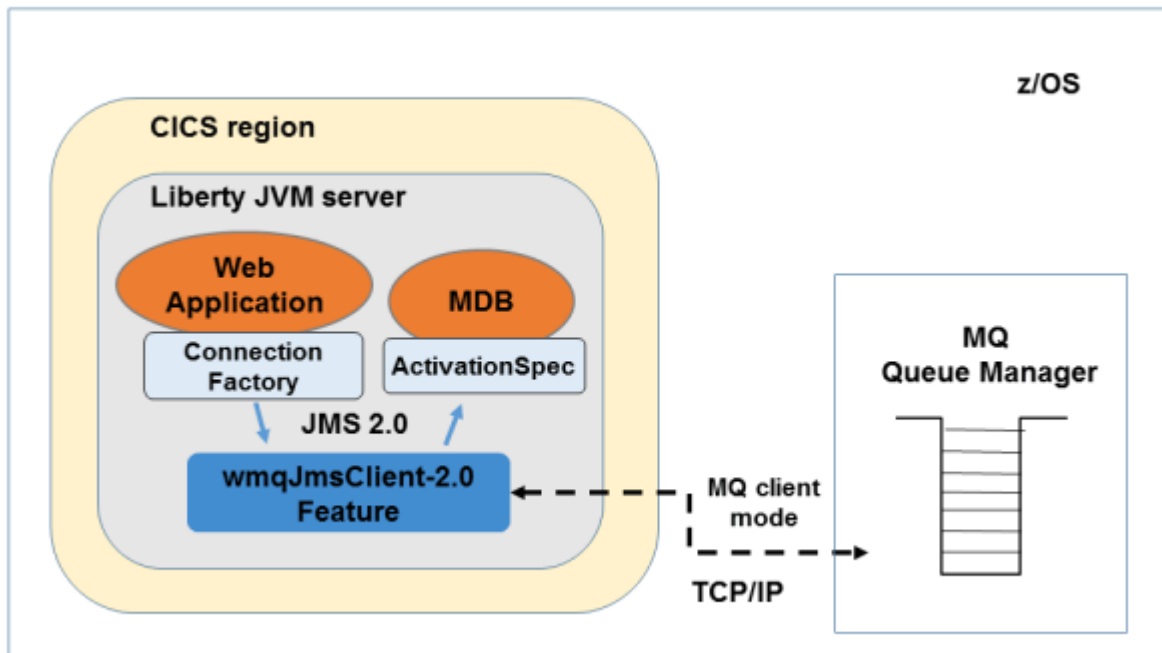 z/OS
CICS region
Liberty JVM server
Web
Application
MDB
Connection
Factory
ActivationSpec
JMS 2.0
wmqJmsClient-2.0
Feature
MQ client
mode
TCP/IP
MQ
Queue Manager